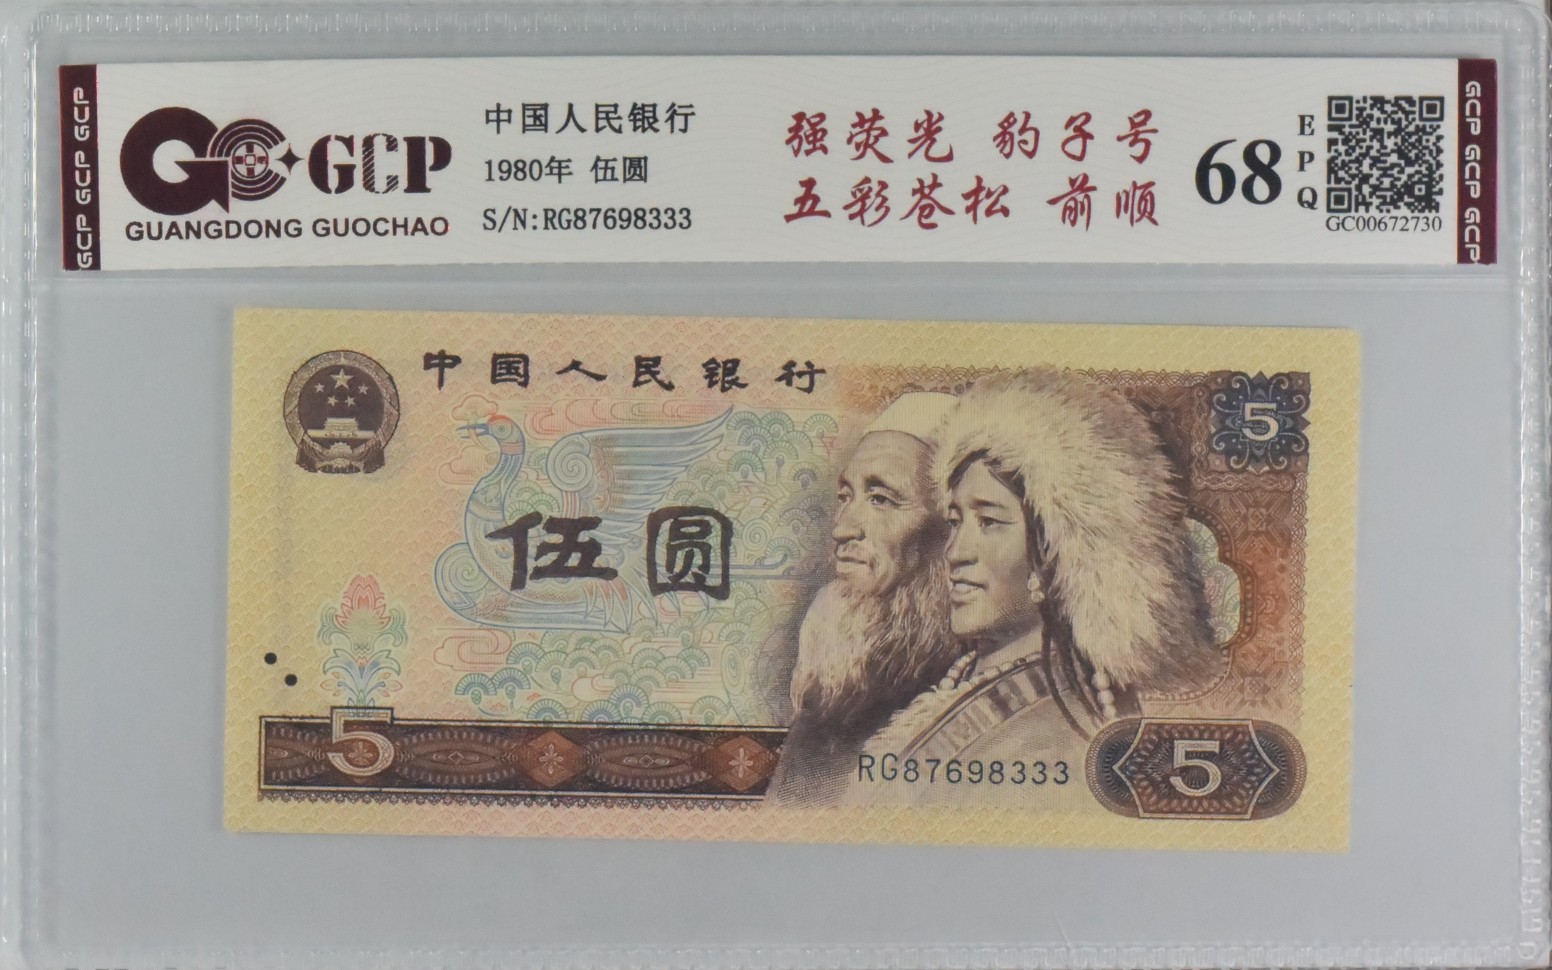 GCP GCP GCP
GCP
GUANGDONG GUOCHAO
中国人民银行
1980年 伍圆
S/N:RG87698333
强荧光 豹子号
五彩苍松 前顺
68
EPQ
GC00672730
GCP GCP GCP
中国人民银行
5
伍圆
5
RG87698333
5